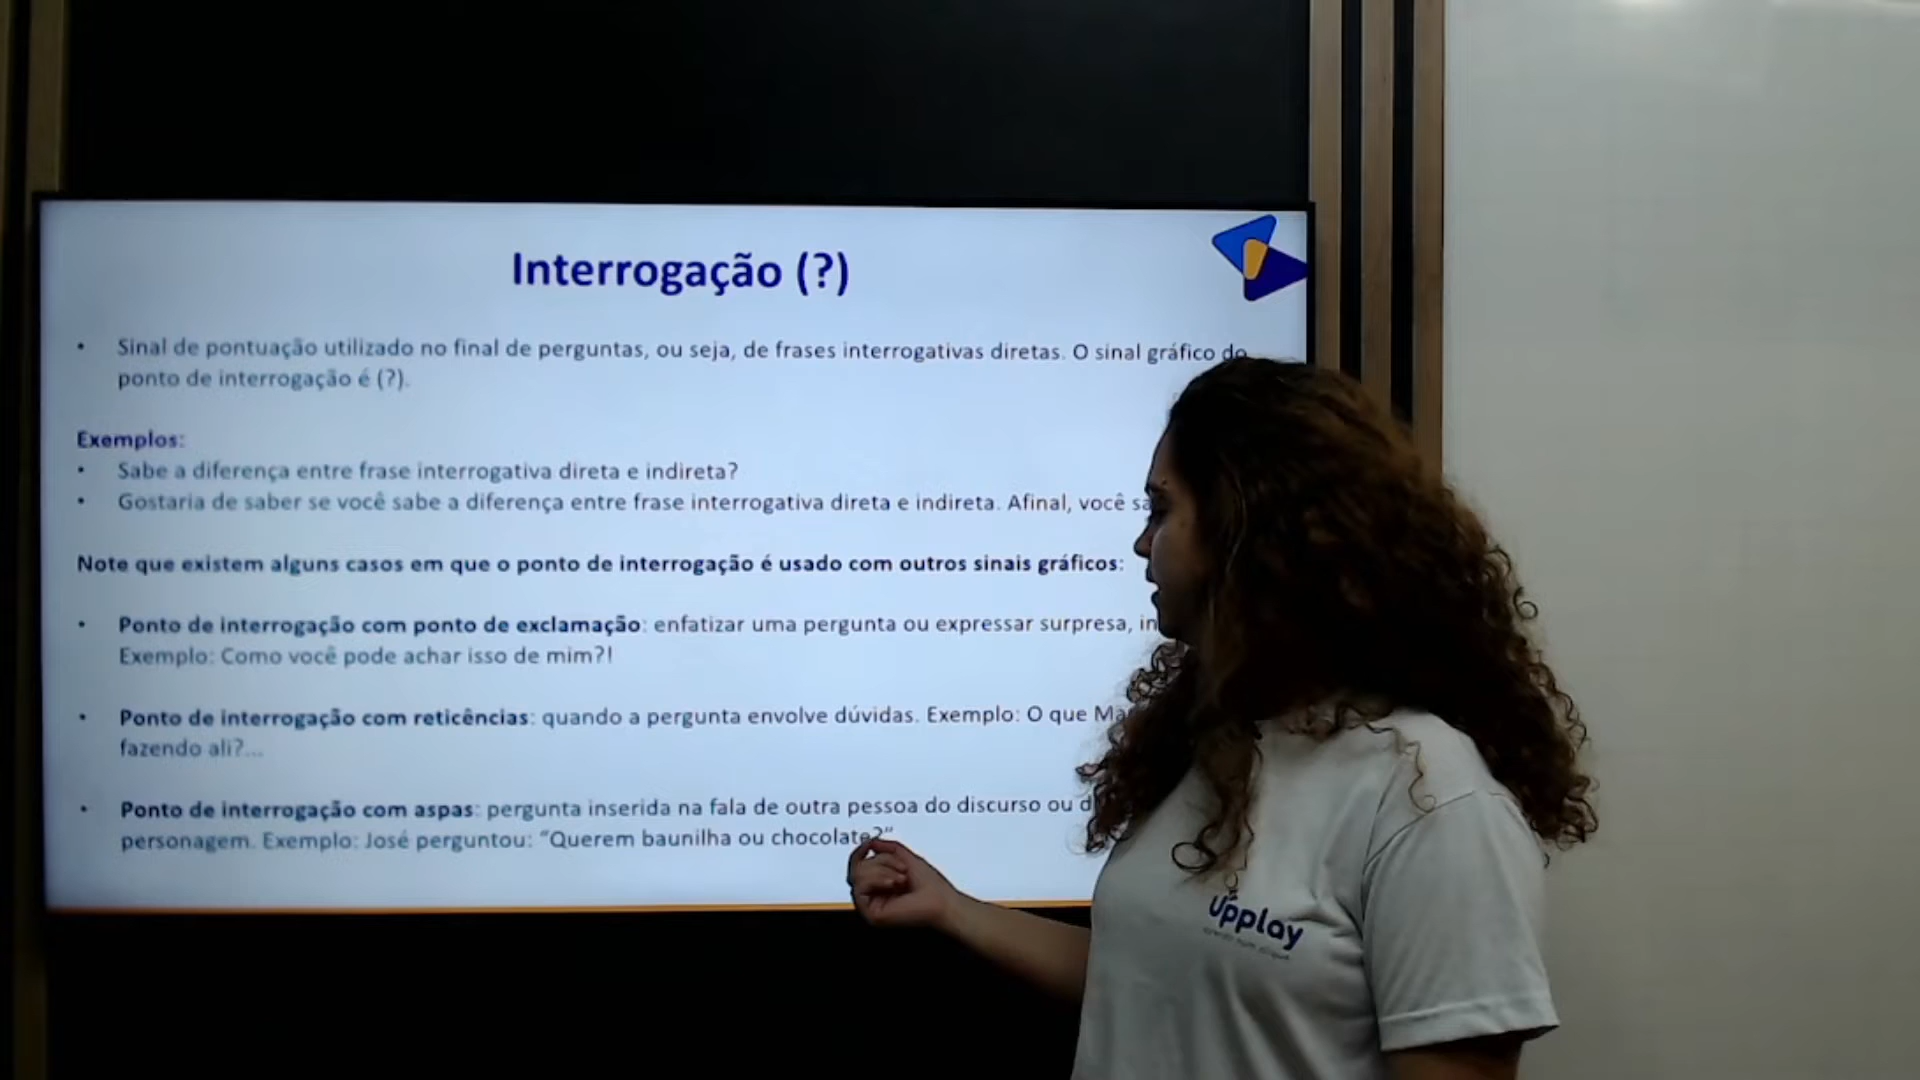 Interrogação (?)
• Sinal de pontuação utilizado no final de perguntas, ou seja, de frases interrogativas diretas. O sinal gráfico do
ponto de interrogação é (?).
Exemplos:
• Sabe a diferença entre frase interrogativa direta e indireta?
• Gostaria de saber se você sabe a diferença entre frase interrogativa direta e indireta. Afinal, você
Note que existem alguns casos em que o ponto de interrogação é usado com outros sinais gráficos:
• Ponto de interrogação com ponto de exclamação: enfatizar uma pergunta ou expressar surpresa,
Exemplo: Como você pode achar isso de mim?!
• Ponto de interrogação com reticências: quando a pergunta envolve dúvidas. Exemplo: O que
fazendo ali?...
• Ponto de interrogação com aspas: pergunta inserida na fala de outra pessoa do discurso ou
personagem. Exemplo: José perguntou: “Querem baunilha ou chocolate?”
Upplay